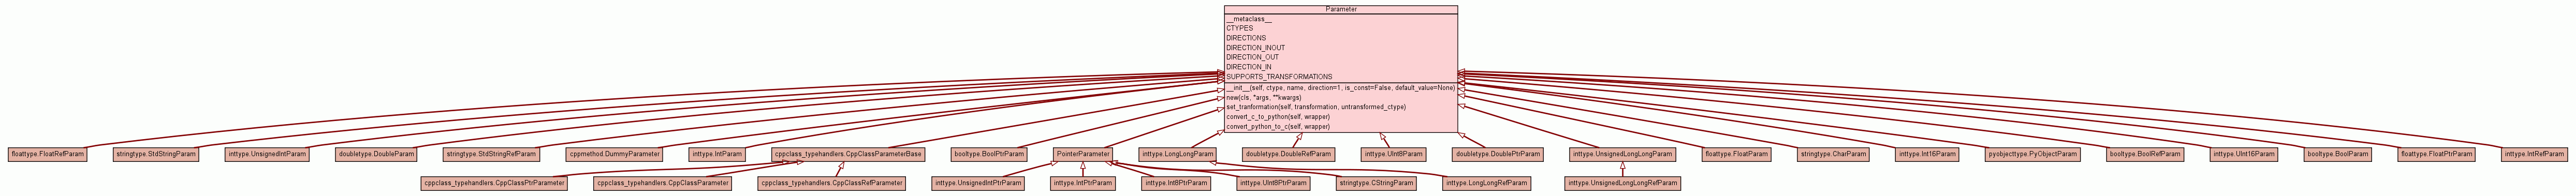 Parameter
__metaclass__
CTYPES
DIRECTIONS
DIRECTION_INOUT
DIRECTION_OUT
DIRECTION_IN
SUPPORTS_TRANSFORMATIONS
__init__(self, ctype, name, direction=1, is_const=False, default_value=None)
new(cls, *args, **kwargs)
set_tranformation(self, transformation, untransformed_ctype)
convert_c_to_python(self, wrapper)
convert_python_to_c(self, wrapper)
floattype.FloatRefParam
stringtype.StdStringParam
inttype.UnsignedIntParam
doubletype.DoubleParam
stringtype.StdStringRefParam
cppmethod.DummyParameter
inttype.IntParam
cppclass_typehandlers.CppClassParameterBase
booltype.BoolPtrParam
PointerParameter
inttype.LongLongParam
doubletype.DoubleRefParam
inttype.UInt8Param
doubletype.DoublePtrParam
inttype.UnsignedLongLongParam
floattype.FloatParam
stringtype.CharParam
inttype.Int16Param
pyobjecttype.PyObjectParam
booltype.BoolRefParam
inttype.UInt16Param
booltype.BoolParam
floattype.FloatPtrParam
inttype.IntRefParam
cppclass_typehandlers.CppClassPtrParameter
cppclass_typehandlers.CppClassParameter
cppclass_typehandlers.CppClassRefParameter
inttype.UnsignedIntPtrParam
inttype.IntPtrParam
inttype.Int8PtrParam
inttype.UInt8PtrParam
stringtype.CStringParam
inttype.LongLongRefParam
inttype.UnsignedLongLongRefParam